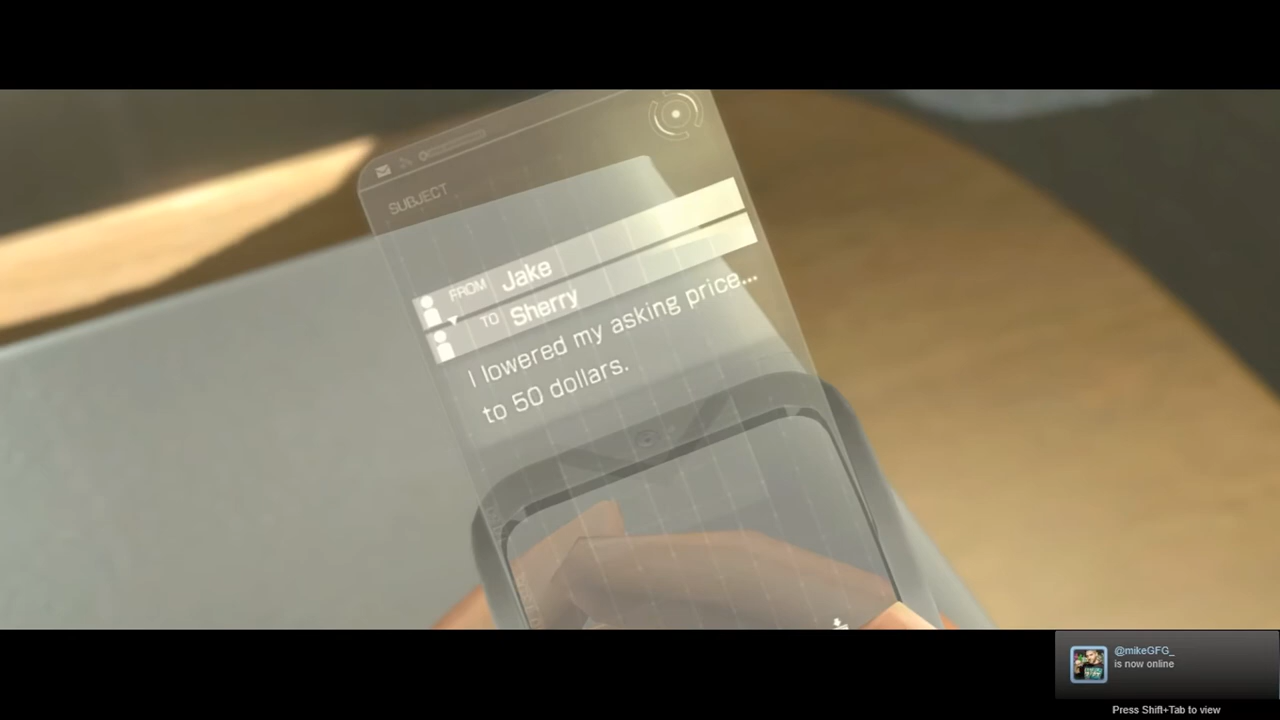 SUBJECT
FROM Jake
TO Sherry
I lowered my asking price...
to 50 dollars.
@mikeGFG_
is now online
Press Shift+Tab to view